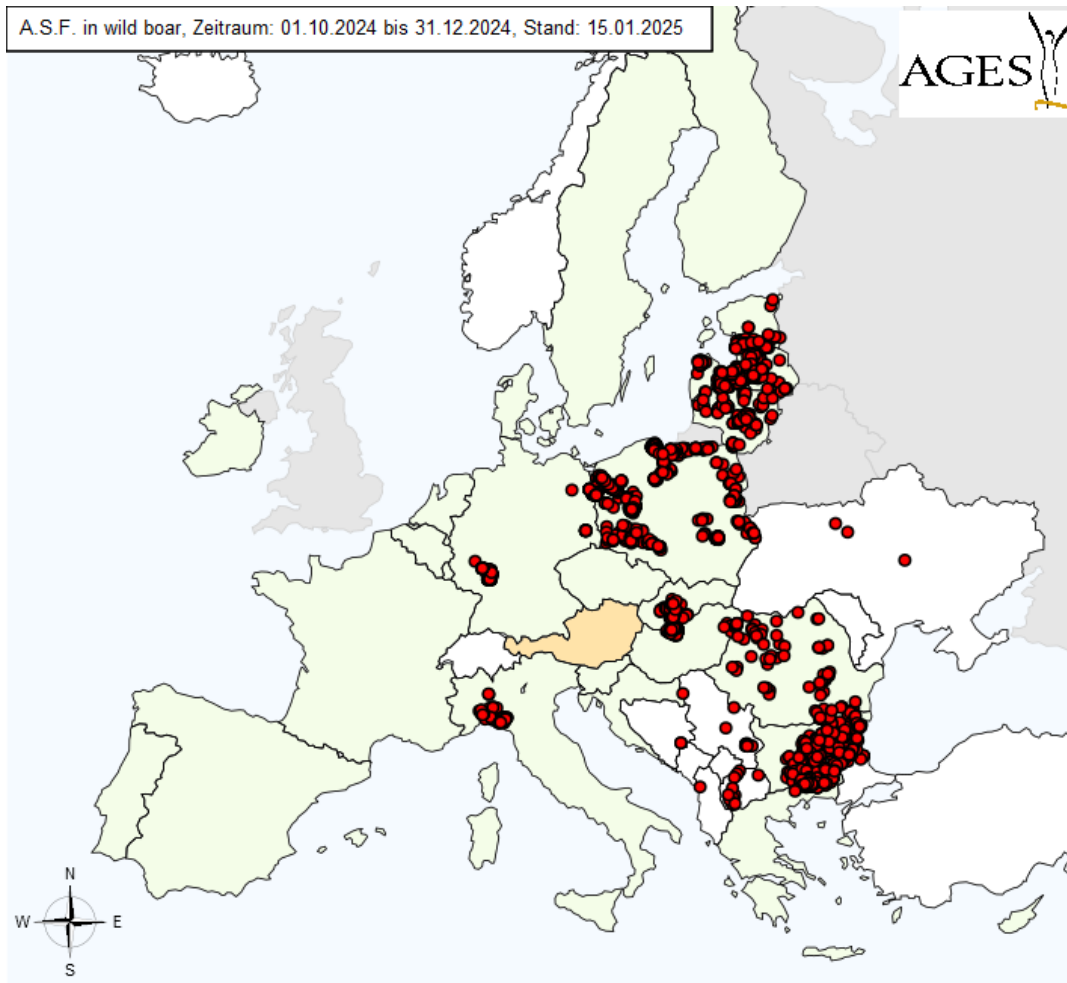 A.S.F. in wild boar, Zeitraum: 01.10.2024 bis 31.12.2024, Stand: 15.01.2025
AGES
N
W E
S